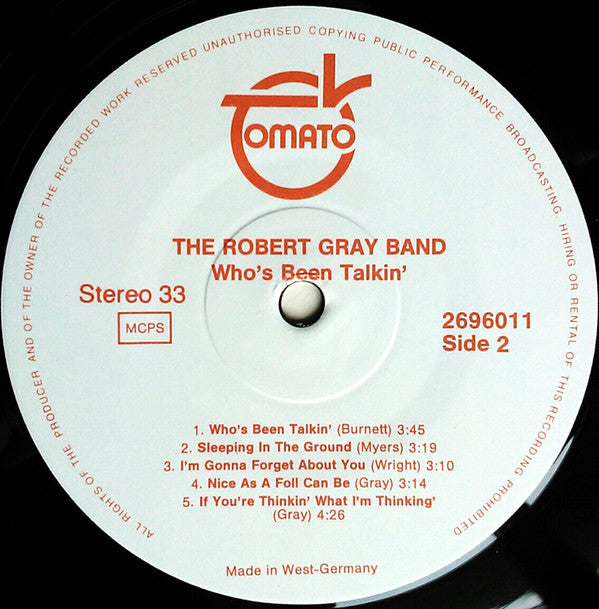 ALL RIGHTS OF THE PRODUCER AND OF THE OWNER OF THE RECORDED WORK RESERVED UNAUTHORISED COPYING PUBLIC PERFORMANCE BROADCASTING, HIRING OR RENTAL OF THIS RECORDING PROHIBITED
TOMATO
THE ROBERT GRAY BAND
Who's Been Talkin'
Stereo 33
MCPS
2696011
Side 2
1. Who's Been Talkin' (Burnett) 3:45
2. Sleeping In The Ground (Myers) 3:19
3. I'm Gonna Forget About You (Wright) 3:10
4. Nice As A Foll Can Be (Gray) 3:14
5. If You're Thinkin' What I'm Thinking'
(Gray) 4:26
Made in West-Germany